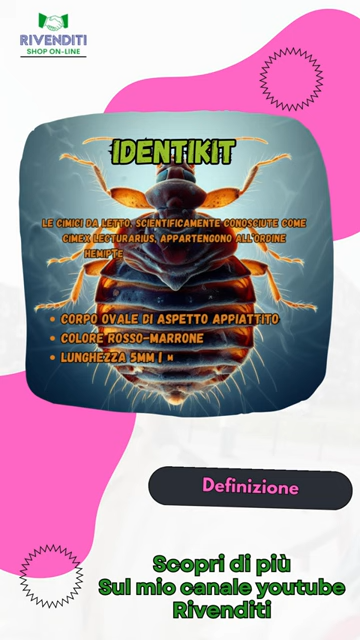 RIVENDITI
SHOP ON-LINE
IDENTIKIT
LE CIMICI DA LETTO, SCIENTIFICAMENTE CONOSCIUTE COME
CIMEX LECTURARIUS, APPARTENGONO ALL'ORDINE
HEMIPTE
• CORPO OVALE DI ASPETTO APPIATTITO
• COLORE ROSSO-MARRONE
• LUNGHEZZA 5MM
Definizione
Scopri di più
Sul mio canale youtube
Rivenditi